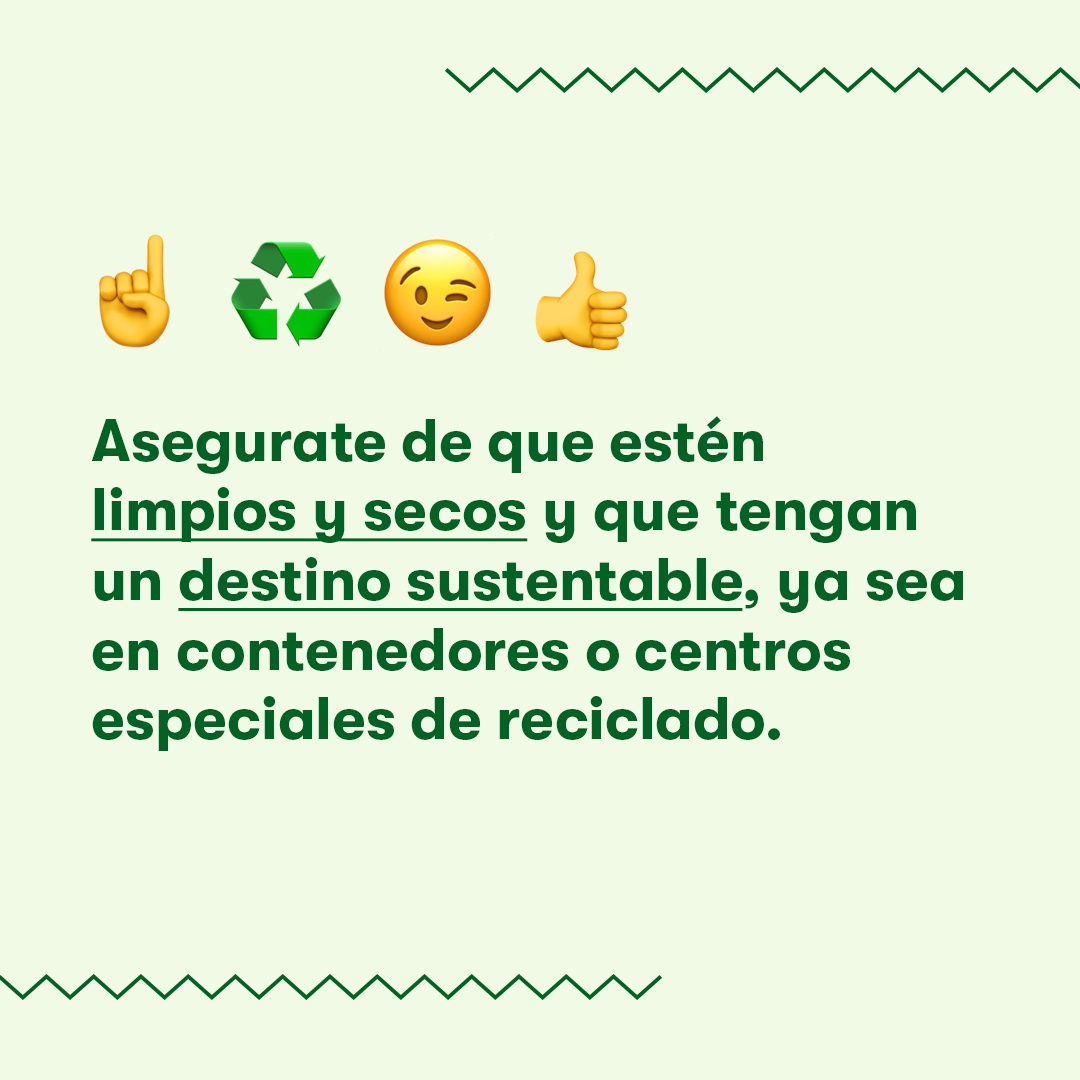 Asegurate de que estén
limpios y secos y que tengan
un destino sustentable, ya sea
en contenedores o centros
especiales de reciclado.